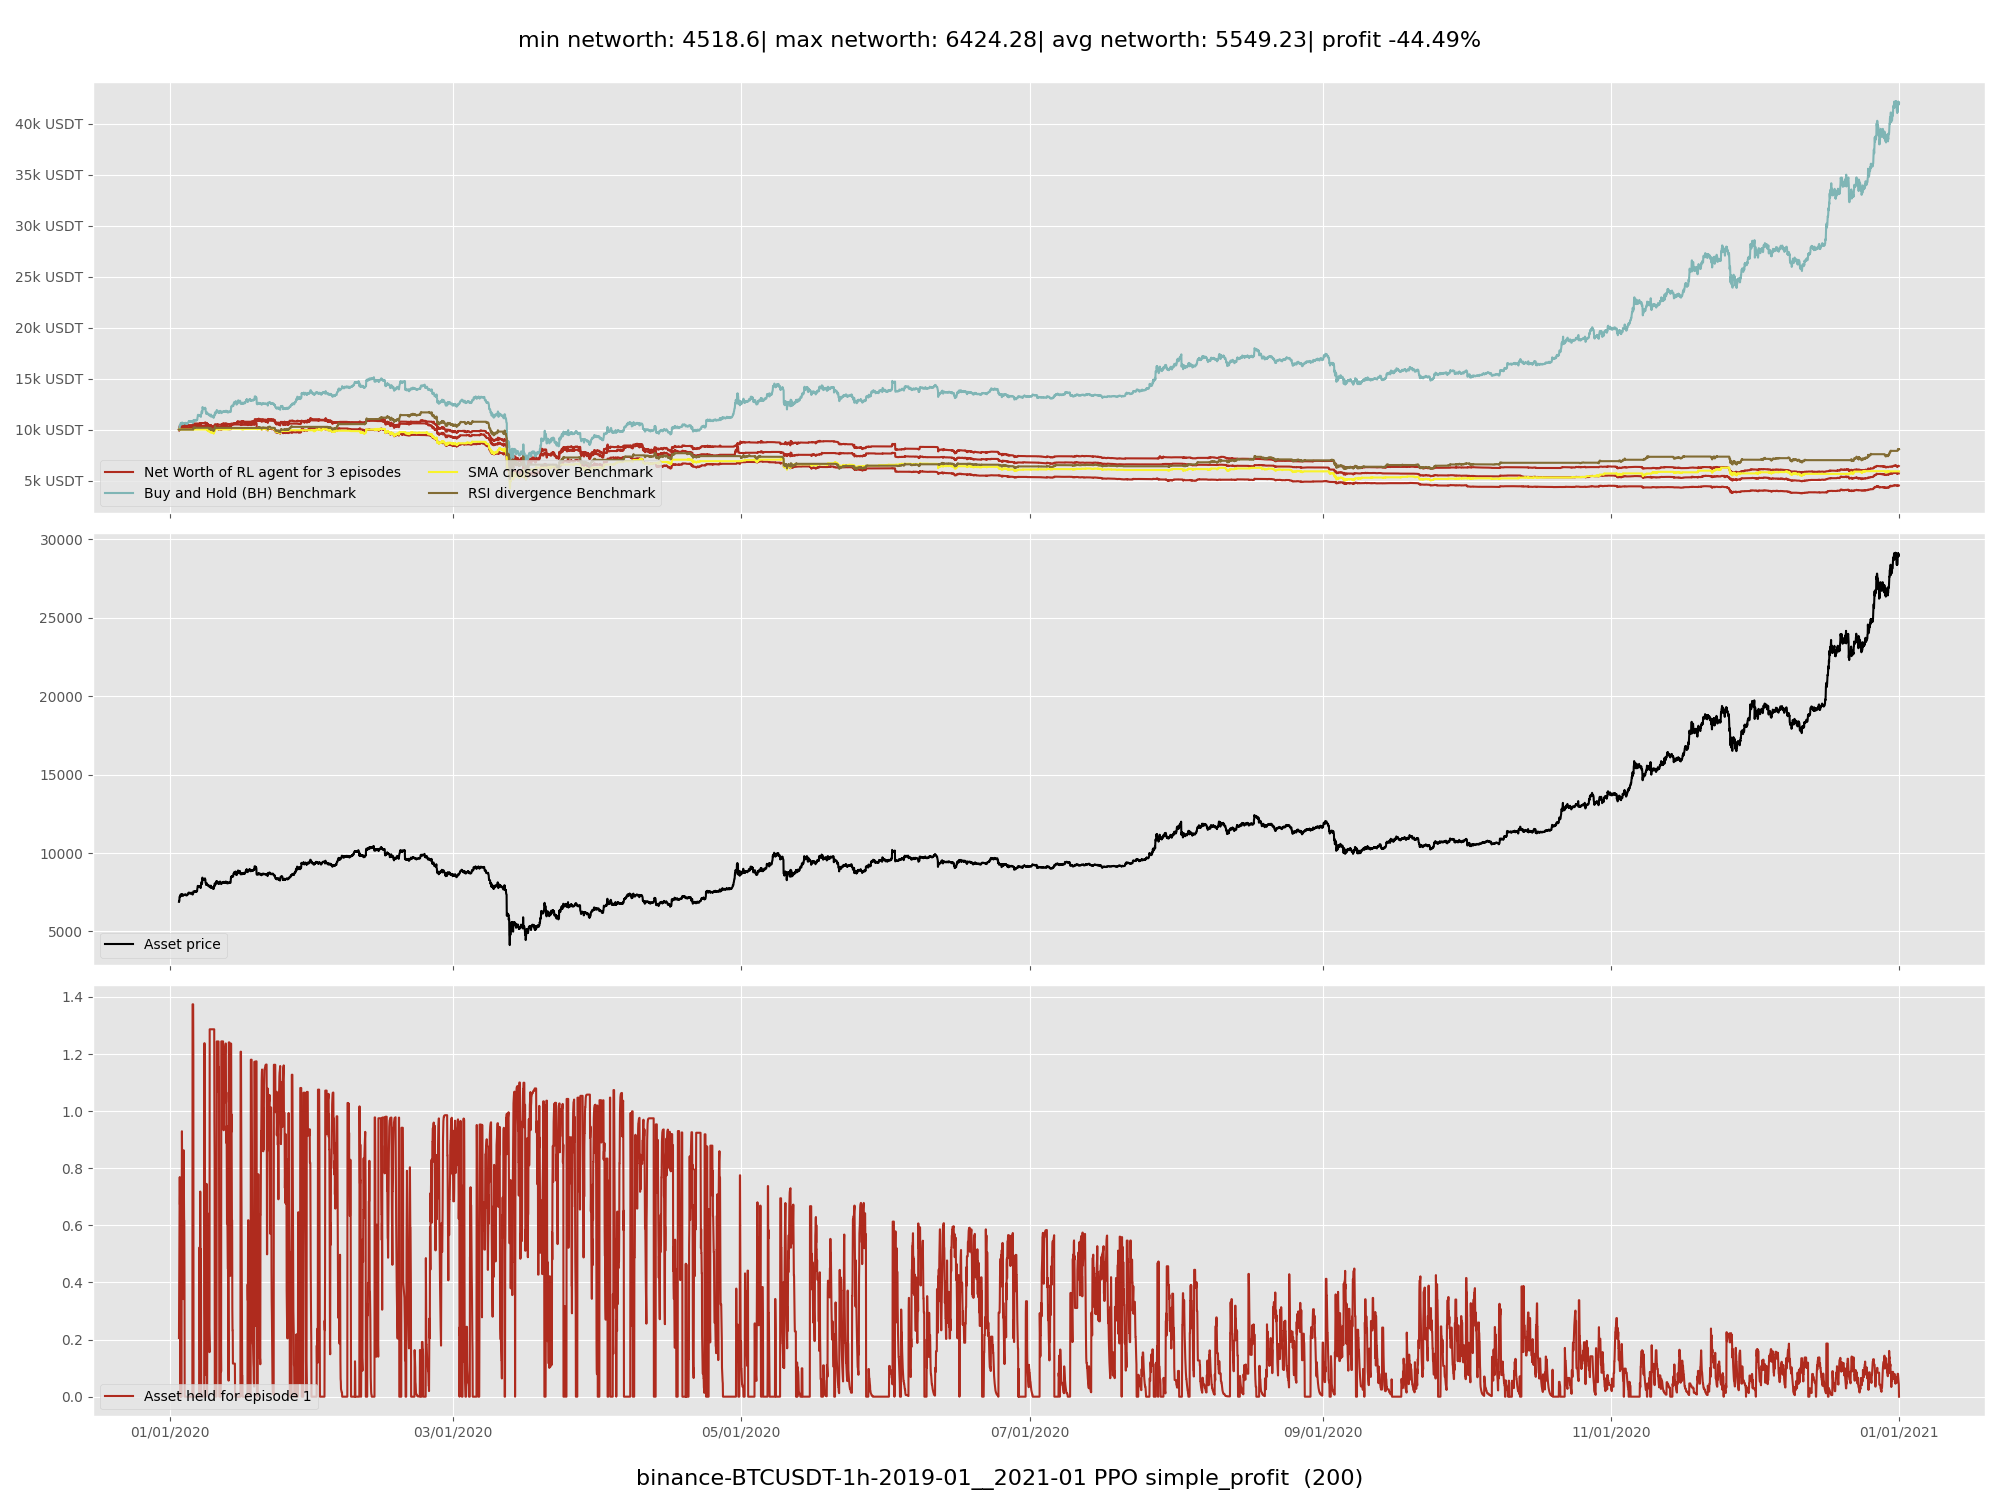 min networth: 4518.6| max networth: 6424.28| avg networth: 5549.23| profit -44.49%
40k USDT
35k USDT
30k USDT
25k USDT
20k USDT
15k USDT
10k USDT
5k USDT
Net Worth of RL agent for 3 episodes
Buy and Hold (BH) Benchmark
SMA crossover Benchmark
RSI divergence Benchmark
30000
25000
20000
15000
10000
5000
Asset price
1.4
1.2
1.0
0.8
0.6
0.4
0.2
0.0
Asset held for episode 1
01/01/2020 03/01/2020 05/01/2020 07/01/2020 09/01/2020 11/01/2020 01/01/2021
binance-BTCUSDT-1h-2019-01__2021-01 PPO simple_profit  (200)